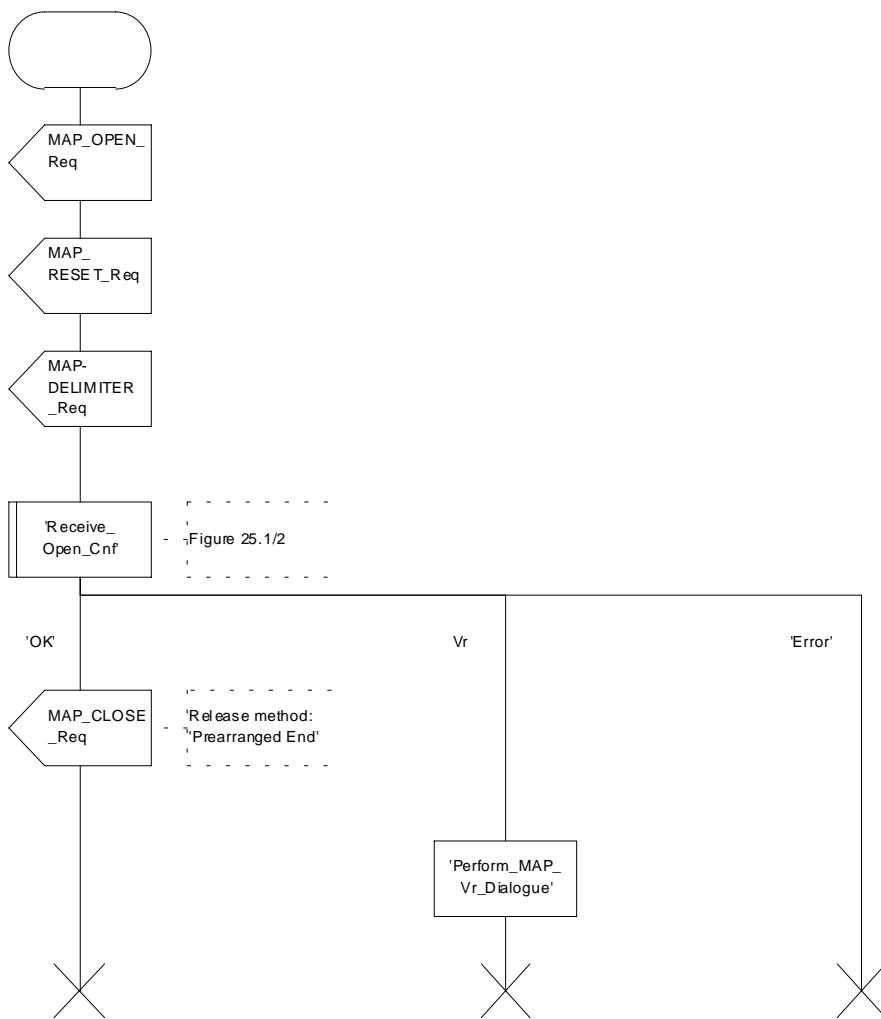 MAP_OPEN_
Req
MAP_
RESET_Req
MAP-
DELIMITER
_Req
'Receive_
Open_Cnf'
Figure 25.1/2
'OK'
Vr
'Error'
MAP_CLOSE
_Req
'Release method:
'Prearranged End'
'Perform_MAP_
Vr_Dialogue'